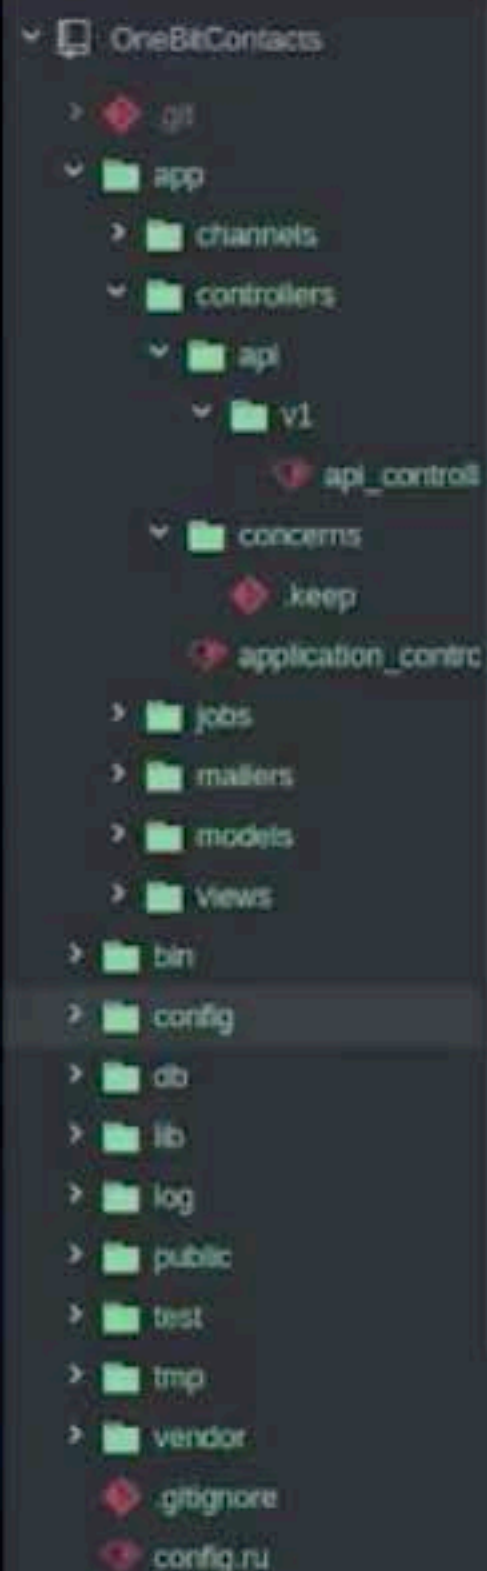 OneBitContacts
.git
app
channels
controllers
api
v1
api_controll
concerns
.keep
application_contrc
jobs
mailers
models
views
bin
config
db
lib
log
public
test
tmp
vendor
.gitignore
config.ru